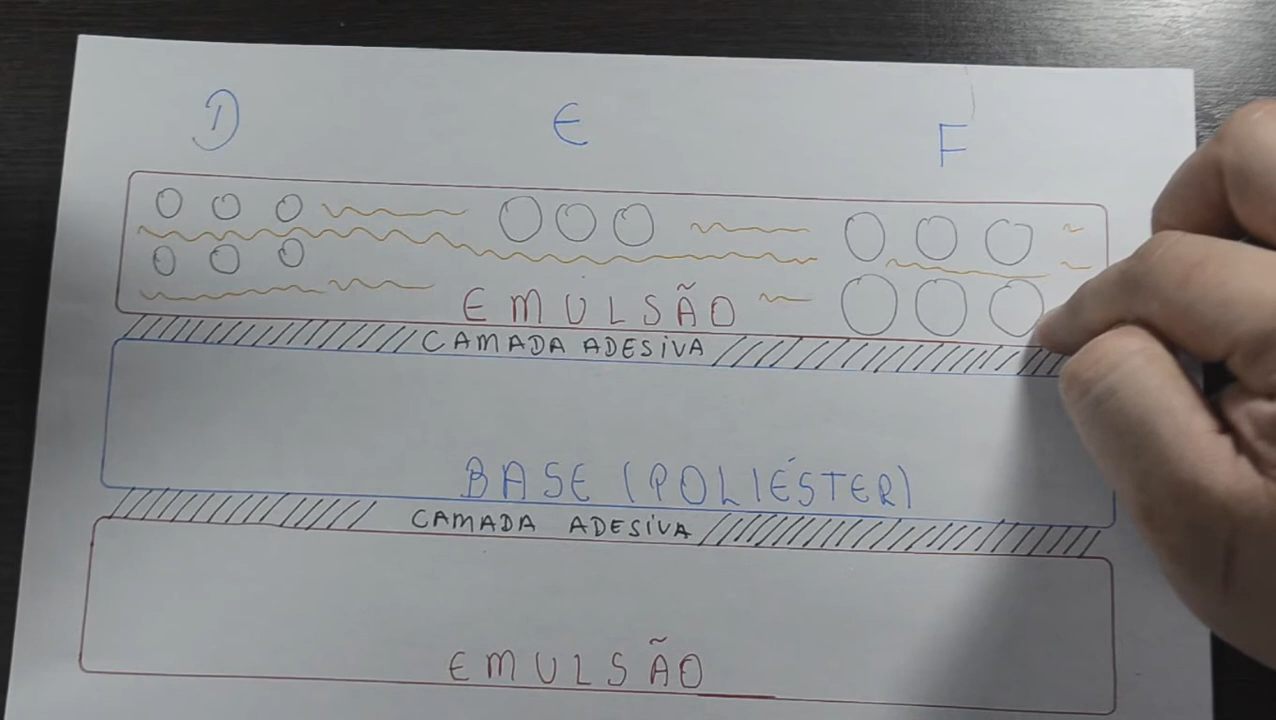 D E F
EMULSÃO
CAMADA ADESIVA
BASE (POLIÉSTER)
CAMADA ADESIVA
EMULSÃO